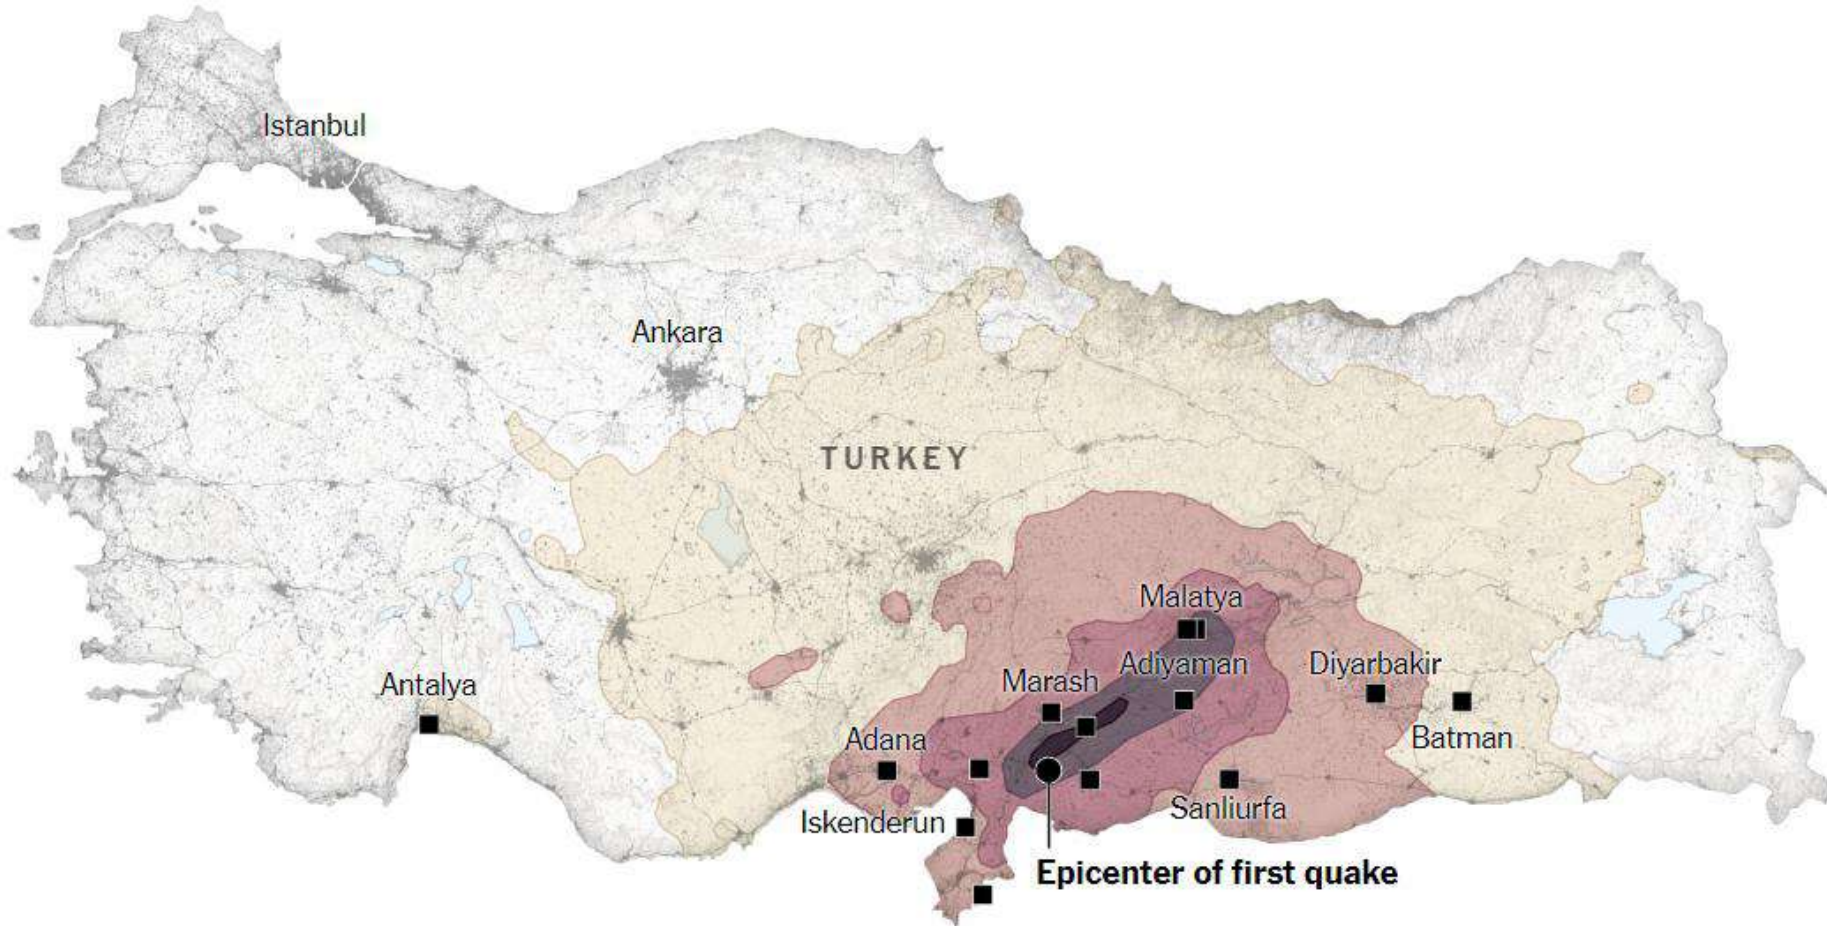 Istanbul
Ankara
TURKEY
Malatya
Antalya
Marash
Adiyaman
Diyarbakir
Adana
Batman
Iskenderun
Sanliurfa
Epicenter of first quake